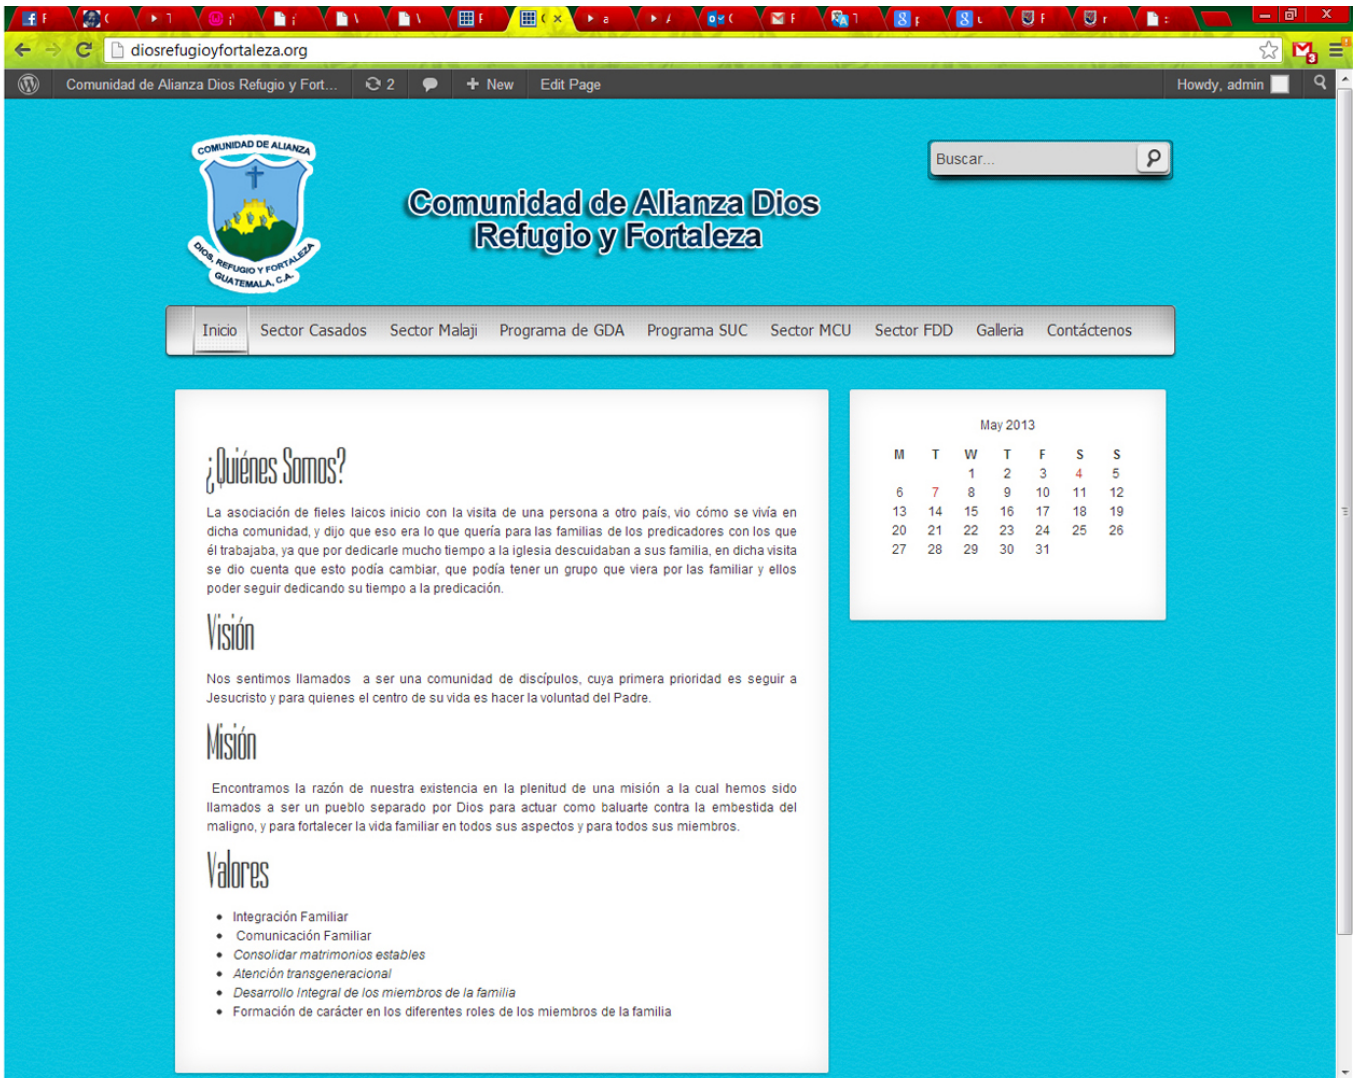 diosrefugioyfortaleza.org
Comunidad de Alianza Dios Refugio y Fort... 2 New Edit Page Howdy, admin
COMUNIDAD DE ALIANZA
DIOS, REFUGIO Y FORTALEZA
GUATEMALA, C.A.
Comunidad de Alianza Dios
Refugio y Fortaleza
Buscar...
Inicio Sector Casados Sector Malaji Programa de GDA Programa SUC Sector MCU Sector FDD Galleria Contáctenos
¿Quiénes Somos?
La asociación de fieles laicos inicio con la visita de una persona a otro país, vio cómo se vivía en
dicha comunidad, y dijo que eso era lo que quería para las familias de los predicadores con los que
él trabajaba, ya que por dedicarle mucho tiempo a la iglesia descuidaban a sus familia, en dicha visita
se dio cuenta que esto podía cambiar, que podía tener un grupo que viera por las familiar y ellos
poder seguir dedicando su tiempo a la predicación.
Visión
Nos sentimos llamados a ser una comunidad de discípulos, cuya primera prioridad es seguir a
Jesucristo y para quienes el centro de su vida es hacer la voluntad del Padre.
Misión
Encontramos la razón de nuestra existencia en la plenitud de una misión a la cual hemos sido
llamados a ser un pueblo separado por Dios para actuar como baluarte contra la embestida del
maligno, y para fortalecer la vida familiar en todos sus aspectos y para todos sus miembros.
Valores
Integración Familiar
Comunicación Familiar
Consolidar matrimonios estables
Atención transgeneracional
Desarrollo Integral de los miembros de la familia
Formación de carácter en los diferentes roles de los miembros de la familia
May 2013
M T W T F S S
1 2 3 4 5
6 7 8 9 10 11 12
13 14 15 16 17 18 19
20 21 22 23 24 25 26
27 28 29 30 31